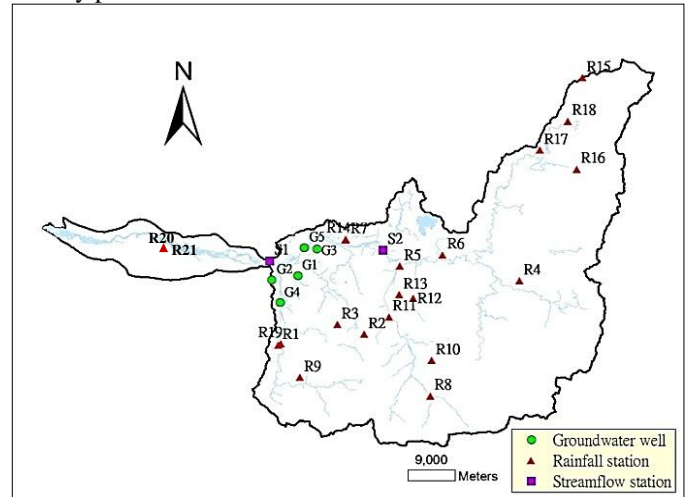 N
R15
R18
R17
R16
R20
R21
S1
G5
R14R7
G3
S2
R6
G2
G1
R5
R4
G4
R13
R12
R11
R3
R2
R19R1
R10
R9
R8
Groundwater well
Rainfall station
Streamflow station
9,000
Meters